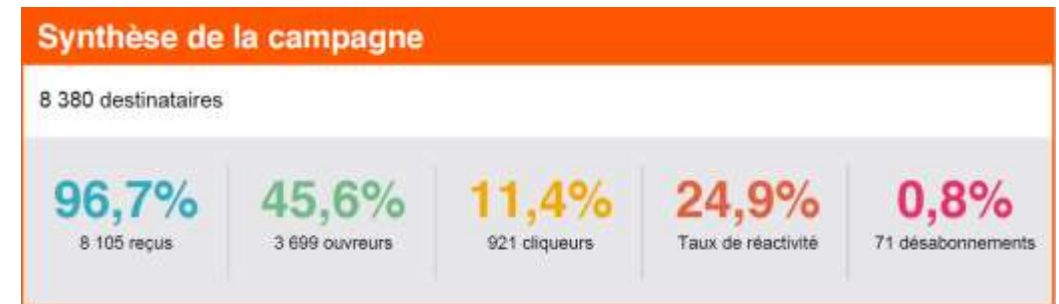 Synthèse de la campagne
8 380 destinataires
96,7% 45,6% 11,4% 24,9% 0,8%
8 105 reçus 3 699 ouvreurs 921 cliqueurs Taux de réactivité 71 désabonnements